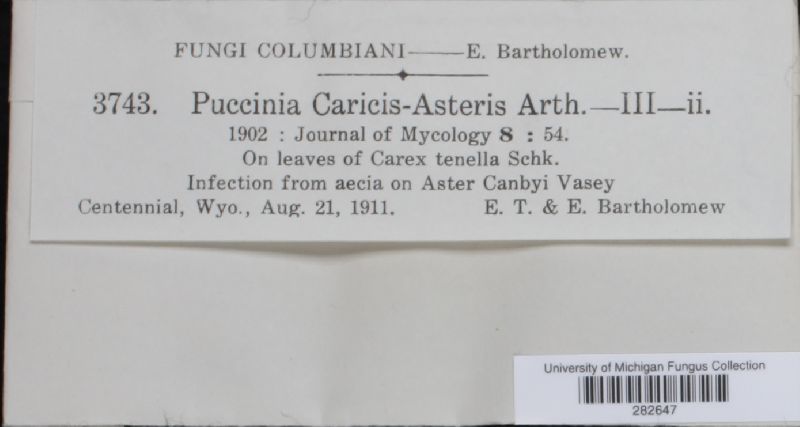 FUNGI COLUMBIANI——E. Bartholomew.
3743. Puccinia Caricis-Asteris Arth.—III—ii.
1902 : Journal of Mycology 8 : 54.
On leaves of Carex tenella Schk.
Infection from aecia on Aster Canbyi Vasey
Centennial, Wyo., Aug. 21, 1911. E. T. & E. Bartholomew
University of Michigan Fungus Collection
282647